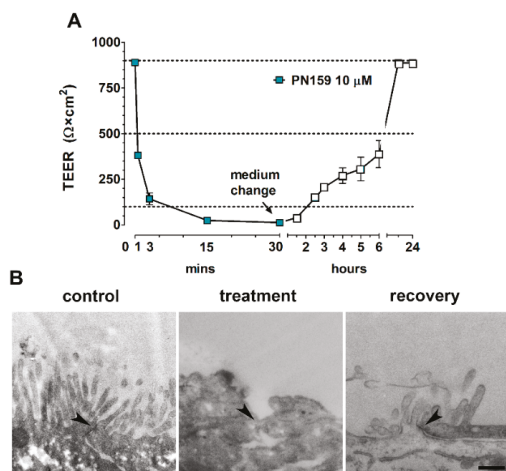 A
1000
750
500
250
0
TEER (Ω×cm²)
PN159 10 µM
medium
change
0 1 3 15 30 2 3 4 5 6 24
mins hours
B
control treatment recovery